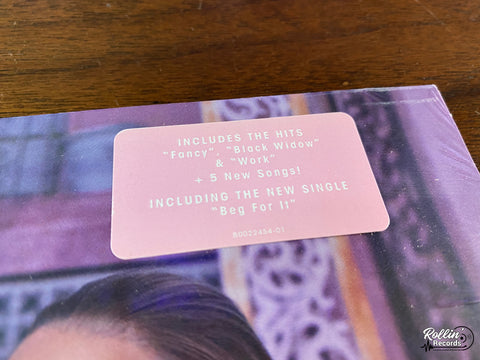 INCLUDES THE HITS
"Fancy", "Black Widow"
& "Work"
+ 5 New Songs!
INCLUDING THE NEW SINGLE
"Beg For It"
B0022454-01
Rollin'
Records